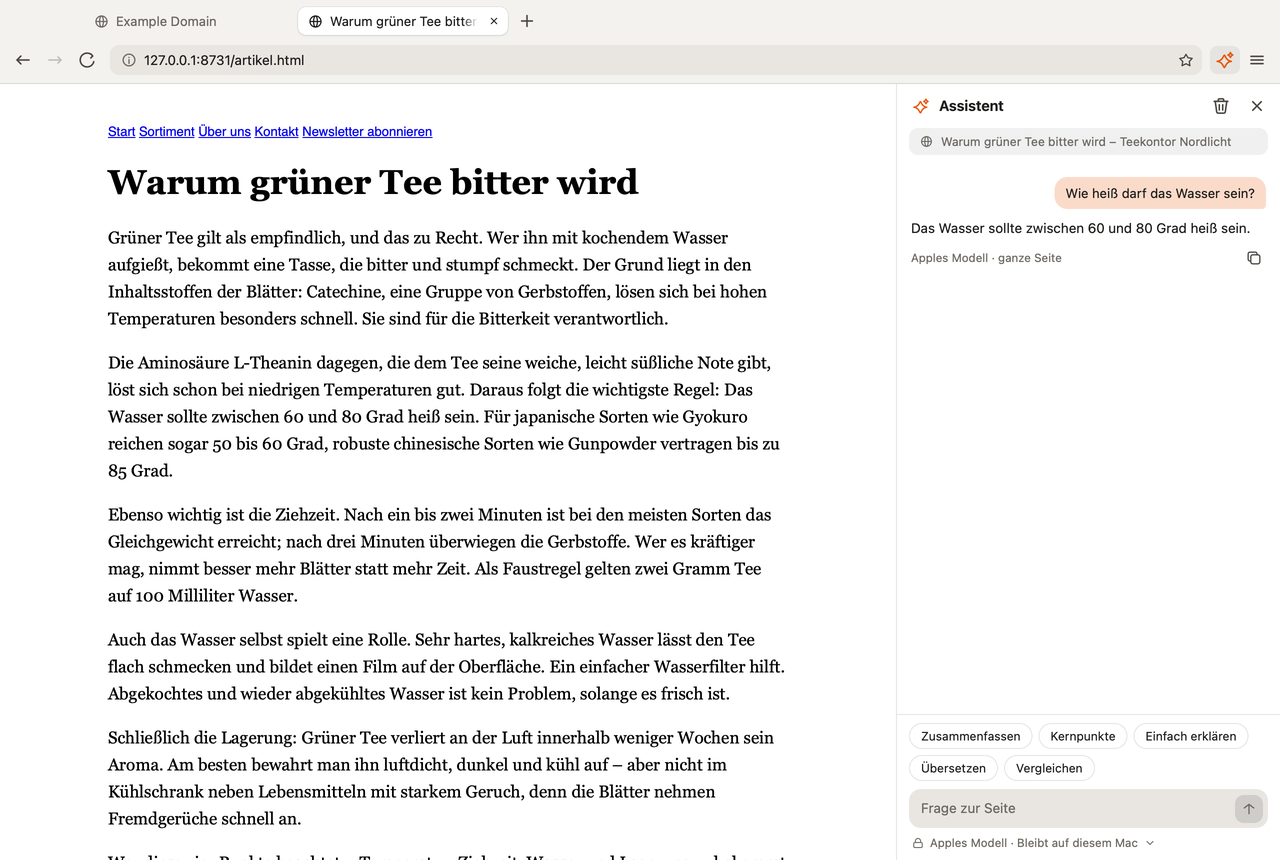 Example Domain
Warum grüner Tee bitter
127.0.0.1:8731/artikel.html
Start Sortiment Über uns Kontakt Newsletter abonnieren
Warum grüner Tee bitter wird
Grüner Tee gilt als empfindlich, und das zu Recht. Wer ihn mit kochendem Wasser
aufgießt, bekommt eine Tasse, die bitter und stumpf schmeckt. Der Grund liegt in den
Inhaltsstoffen der Blätter: Catechine, eine Gruppe von Gerbstoffen, lösen sich bei hohen
Temperaturen besonders schnell. Sie sind für die Bitterkeit verantwortlich.
Die Aminosäure L-Theanin dagegen, die dem Tee seine weiche, leicht süßliche Note gibt,
löst sich schon bei niedrigen Temperaturen gut. Daraus folgt die wichtigste Regel: Das
Wasser sollte zwischen 60 und 80 Grad heiß sein. Für japanische Sorten wie Gyokuro
reichen sogar 50 bis 60 Grad, robuste chinesische Sorten wie Gunpowder vertragen bis zu
85 Grad.
Ebenso wichtig ist die Ziehzeit. Nach ein bis zwei Minuten ist bei den meisten Sorten das
Gleichgewicht erreicht; nach drei Minuten überwiegen die Gerbstoffe. Wer es kräftiger
mag, nimmt besser mehr Blätter statt mehr Zeit. Als Faustregel gelten zwei Gramm Tee
auf 100 Milliliter Wasser.
Auch das Wasser selbst spielt eine Rolle. Sehr hartes, kalkreiches Wasser lässt den Tee
flach schmecken und bildet einen Film auf der Oberfläche. Ein einfacher Wasserfilter hilft.
Abgekochtes und wieder abgekühltes Wasser ist kein Problem, solange es frisch ist.
Schließlich die Lagerung: Grüner Tee verliert an der Luft innerhalb weniger Wochen sein
Aroma. Am besten bewahrt man ihn luftdicht, dunkel und kühl auf – aber nicht im
Kühlschrank neben Lebensmitteln mit starkem Geruch, denn die Blätter nehmen
Fremdgerüche schnell an.
Assistent
Warum grüner Tee bitter wird – Teekontor Nordlicht
Wie heiß darf das Wasser sein?
Das Wasser sollte zwischen 60 und 80 Grad heiß sein.
Apples Modell · ganze Seite
Zusammenfassen Kernpunkte Einfach erklären
Übersetzen Vergleichen
Frage zur Seite
Apples Modell · Bleibt auf diesem Mac